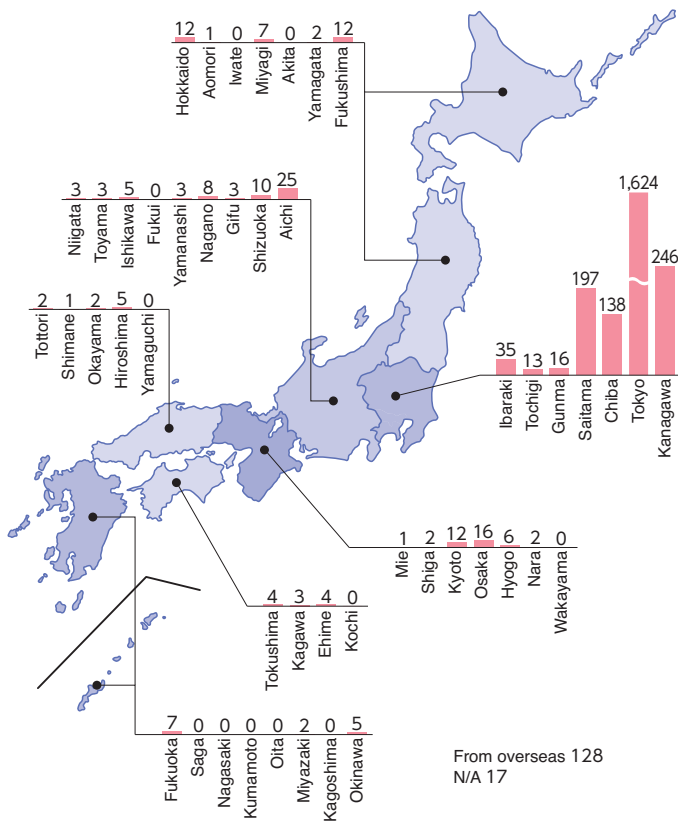 12 1 0 7 0 2 12
Hokkaido Aomori Iwate Miyagi Akita Yamagata Fukushima
3 3 5 0 3 8 3 10 25
Niigata Toyama Ishikawa Fukui Yamanashi Nagano Gifu Shizuoka Aichi
2 1 2 5 0
Tottori Shimane Okayama Hiroshima Yamaguchi
35 13 16 197 138 1,624 246
Ibaraki Tochigi Gunma Saitama Chiba Tokyo Kanagawa
1 2 12 16 6 2 0
Mie Shiga Kyoto Osaka Hyogo Nara Wakayama
4 3 4 0
Tokushima Kagawa Ehime Kochi
7 0 0 0 0 2 0 5
Fukuoka Saga Nagasaki Kumamoto Oita Miyazaki Kagoshima Okinawa
From overseas 128
N/A 17